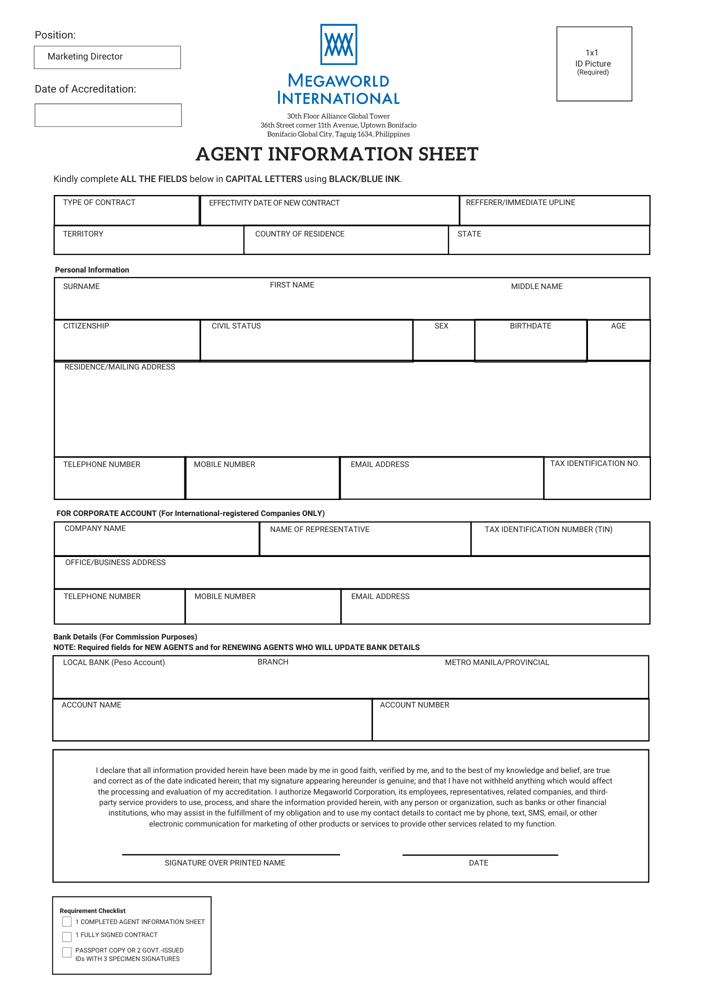 Position:
Marketing Director
Date of Accreditation:
MEGAWORLD
INTERNATIONAL
30th Floor Alliance Global Tower
36th Street corner 11th Avenue, Uptown Bonifacio
Bonifacio Global City, Taguig 1634, Philippines
1x1
ID Picture
(Required)
AGENT INFORMATION SHEET
Kindly complete ALL THE FIELDS below in CAPITAL LETTERS using BLACK/BLUE INK.
TYPE OF CONTRACT EFFECTIVITY DATE OF NEW CONTRACT REFFERER/IMMEDIATE UPLINE
TERRITORY COUNTRY OF RESIDENCE STATE
Personal Information
SURNAME FIRST NAME MIDDLE NAME
CITIZENSHIP CIVIL STATUS SEX BIRTHDATE AGE
RESIDENCE/MAILING ADDRESS
TELEPHONE NUMBER MOBILE NUMBER EMAIL ADDRESS TAX IDENTIFICATION NO.
FOR CORPORATE ACCOUNT (For International-registered Companies ONLY)
COMPANY NAME NAME OF REPRESENTATIVE TAX IDENTIFICATION NUMBER (TIN)
OFFICE/BUSINESS ADDRESS
TELEPHONE NUMBER MOBILE NUMBER EMAIL ADDRESS
Bank Details (For Commission Purposes)
NOTE: Required fields for NEW AGENTS and for RENEWING AGENTS WHO WILL UPDATE BANK DETAILS
LOCAL BANK (Peso Account) BRANCH METRO MANILA/PROVINCIAL
ACCOUNT NAME ACCOUNT NUMBER
I declare that all information provided herein have been made by me in good faith, verified by me, and to the best of my knowledge and belief, are true
and correct as of the date indicated herein; that my signature appearing hereunder is genuine; and that I have not withheld anything which would affect
the processing and evaluation of my accreditation. I authorize Megaworld Corporation, its employees, representatives, related companies, and third-
party service providers to use, process, and share the information provided herein, with any person or organization, such as banks or other financial
institutions, who may assist in the fulfillment of my obligation and to use my contact details to contact me by phone, text, SMS, email, or other
electronic communication for marketing of other products or services to provide other services related to my function.
SIGNATURE OVER PRINTED NAME DATE
Requirement Checklist
1 COMPLETED AGENT INFORMATION SHEET
1 FULLY SIGNED CONTRACT
PASSPORT COPY OR 2 GOVT.-ISSUED
IDs WITH 3 SPECIMEN SIGNATURES